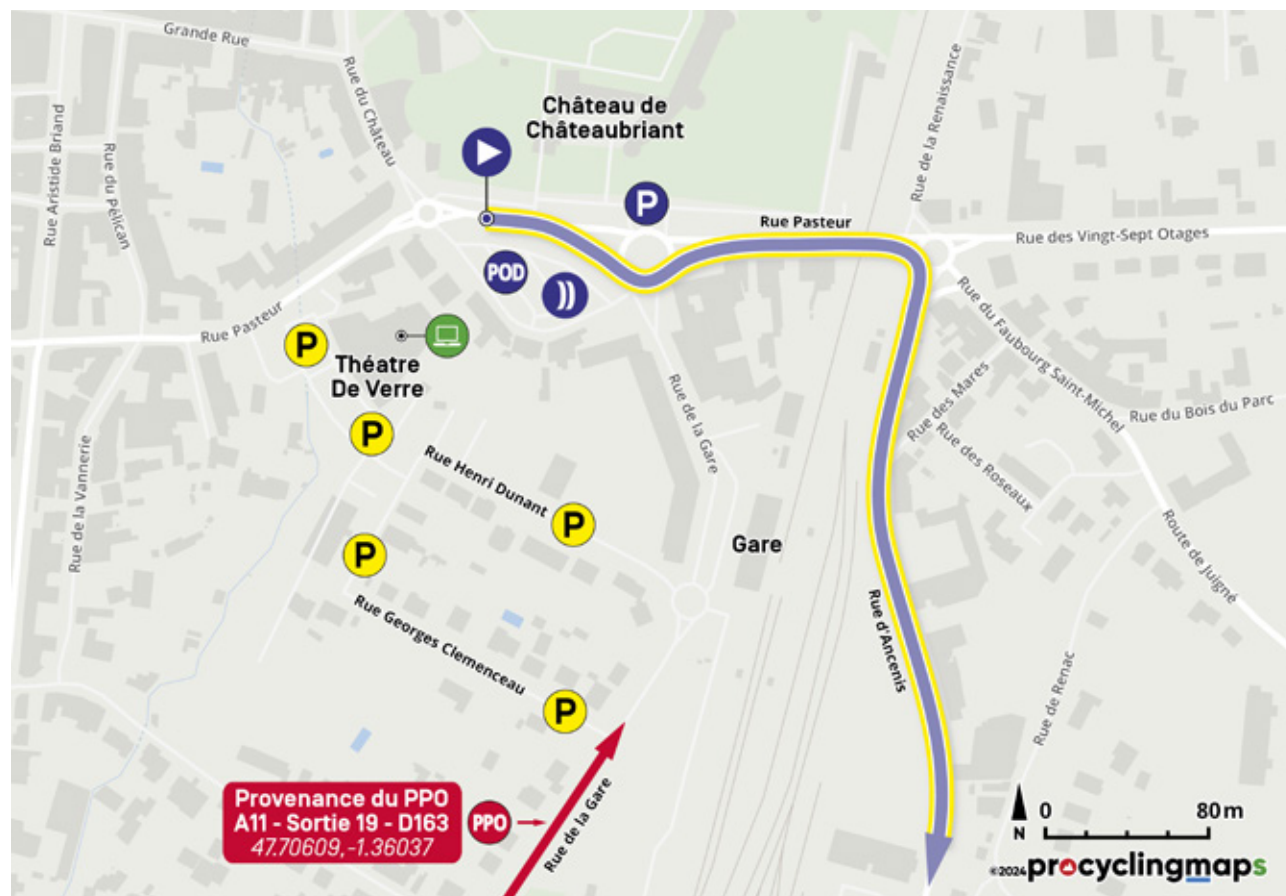 Grande Rue
Rue du Château
Rue Aristide Briand
Rue du Pélican
Château de
Châteaubriant
Rue de la Renaissance
P
Rue Pasteur
Rue des Vingt-Sept Otages
POD
Rue Pasteur
P
Théatre
De Verre
Rue du Faubourg Saint-Michel
Rue des Mares
Rue du Bois du Parc
Rue de la Gare
P
Rue des Roseaux
Rue de la Vannerie
Rue Henri Dunant
P
P
Gare
Route de Juigné
Rue Georges Clemenceau
Rue d'Ancenis
P
Rue de Renac
Rue de la Gare
Provenance du PPO
A11 - Sortie 19 - D163
47.70609,-1.36037
PPO
N
0 80 m
©2024 procyclingmaps